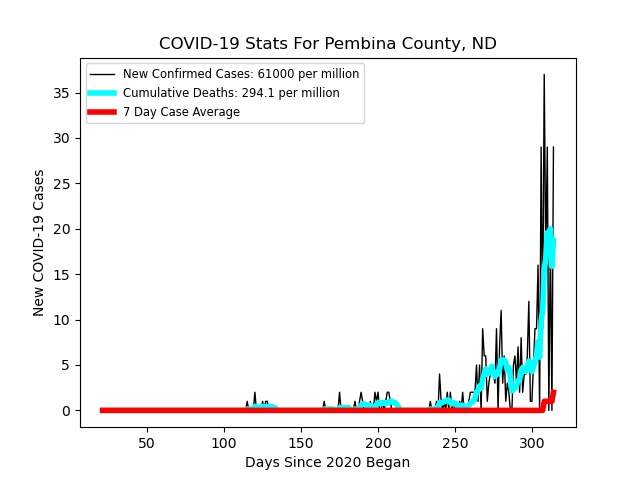 COVID-19 Stats For Pembina County, ND
New Confirmed Cases: 61000 per million
Cumulative Deaths: 294.1 per million
7 Day Case Average
35
30
25
20
15
10
5
0
New COVID-19 Cases
50 100 150 200 250 300
Days Since 2020 Began